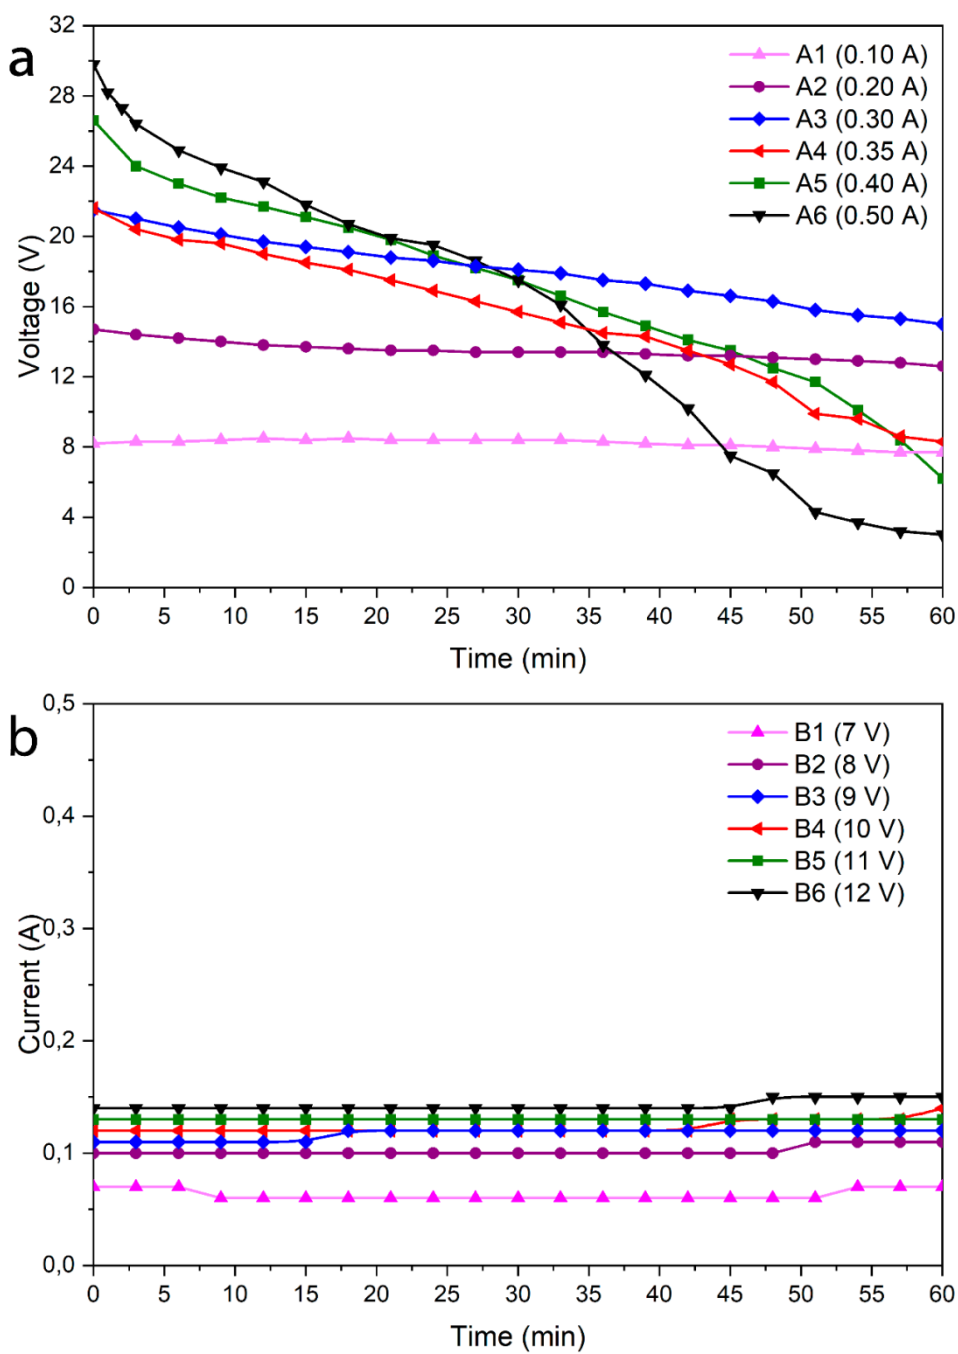 a
32
28
24
20
16
12
8
4
0
Voltage (V)
A1 (0.10 A)
A2 (0.20 A)
A3 (0.30 A)
A4 (0.35 A)
A5 (0.40 A)
A6 (0.50 A)
0 5 10 15 20 25 30 35 40 45 50 55 60
Time (min)
b
0,5
0,4
0,3
0,2
0,1
0,0
Current (A)
B1 (7 V)
B2 (8 V)
B3 (9 V)
B4 (10 V)
B5 (11 V)
B6 (12 V)
0 5 10 15 20 25 30 35 40 45 50 55 60
Time (min)